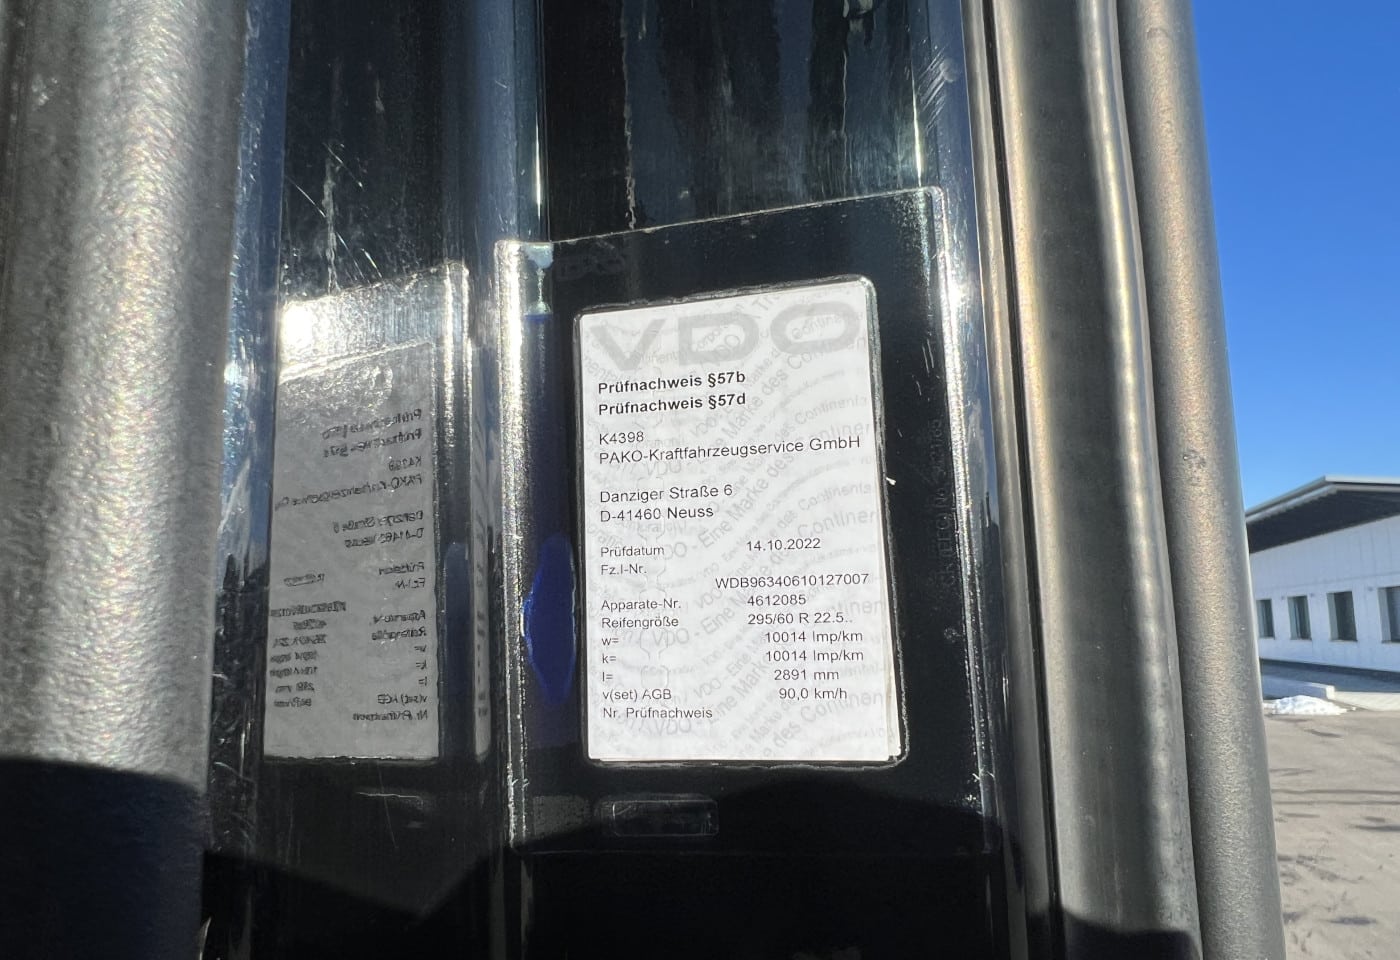 VDO
Prüfnachweis §57b
Prüfnachweis §57d
K4398
PAKO-Kraftfahrzeugservice GmbH
Danziger Straße 6
D-41460 Neuss
Prüfdatum 14.10.2022
Fz.I-Nr.
WDB96340610127007
Apparate-Nr. 4612085
Reifengröße 295/60 R 22.5..
w= 10014 Imp/km
k= 10014 Imp/km
l= 2891 mm
v(set) AGB 90,0 km/h
Nr. Prüfnachweis